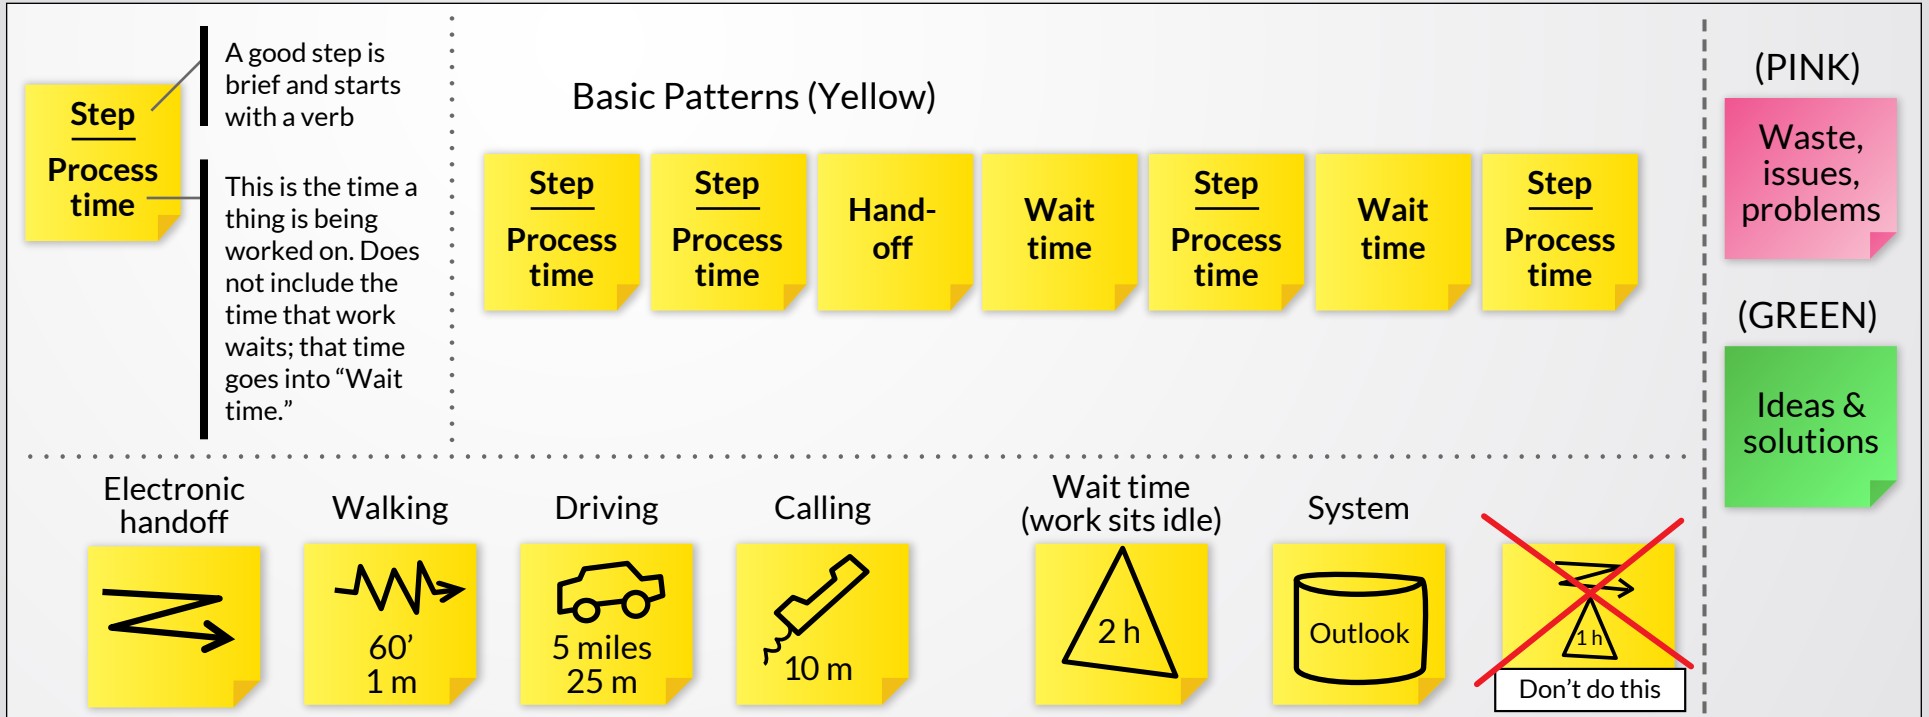 Step
Process
time
A good step is
brief and starts
with a verb
This is the time a
thing is being
worked on. Does
not include the
time that work
waits; that time
goes into “Wait
time.”
Basic Patterns (Yellow)
Step
Process
time
Step
Process
time
Hand-
off
Wait
time
Step
Process
time
Wait
time
Step
Process
time
(PINK)
Waste,
issues,
problems
(GREEN)
Ideas &
solutions
Electronic
handoff
Walking
60’
1 m
Driving
5 miles
25 m
Calling
10 m
Wait time
(work sits idle)
2 h
System
Outlook
1 h
Don’t do this